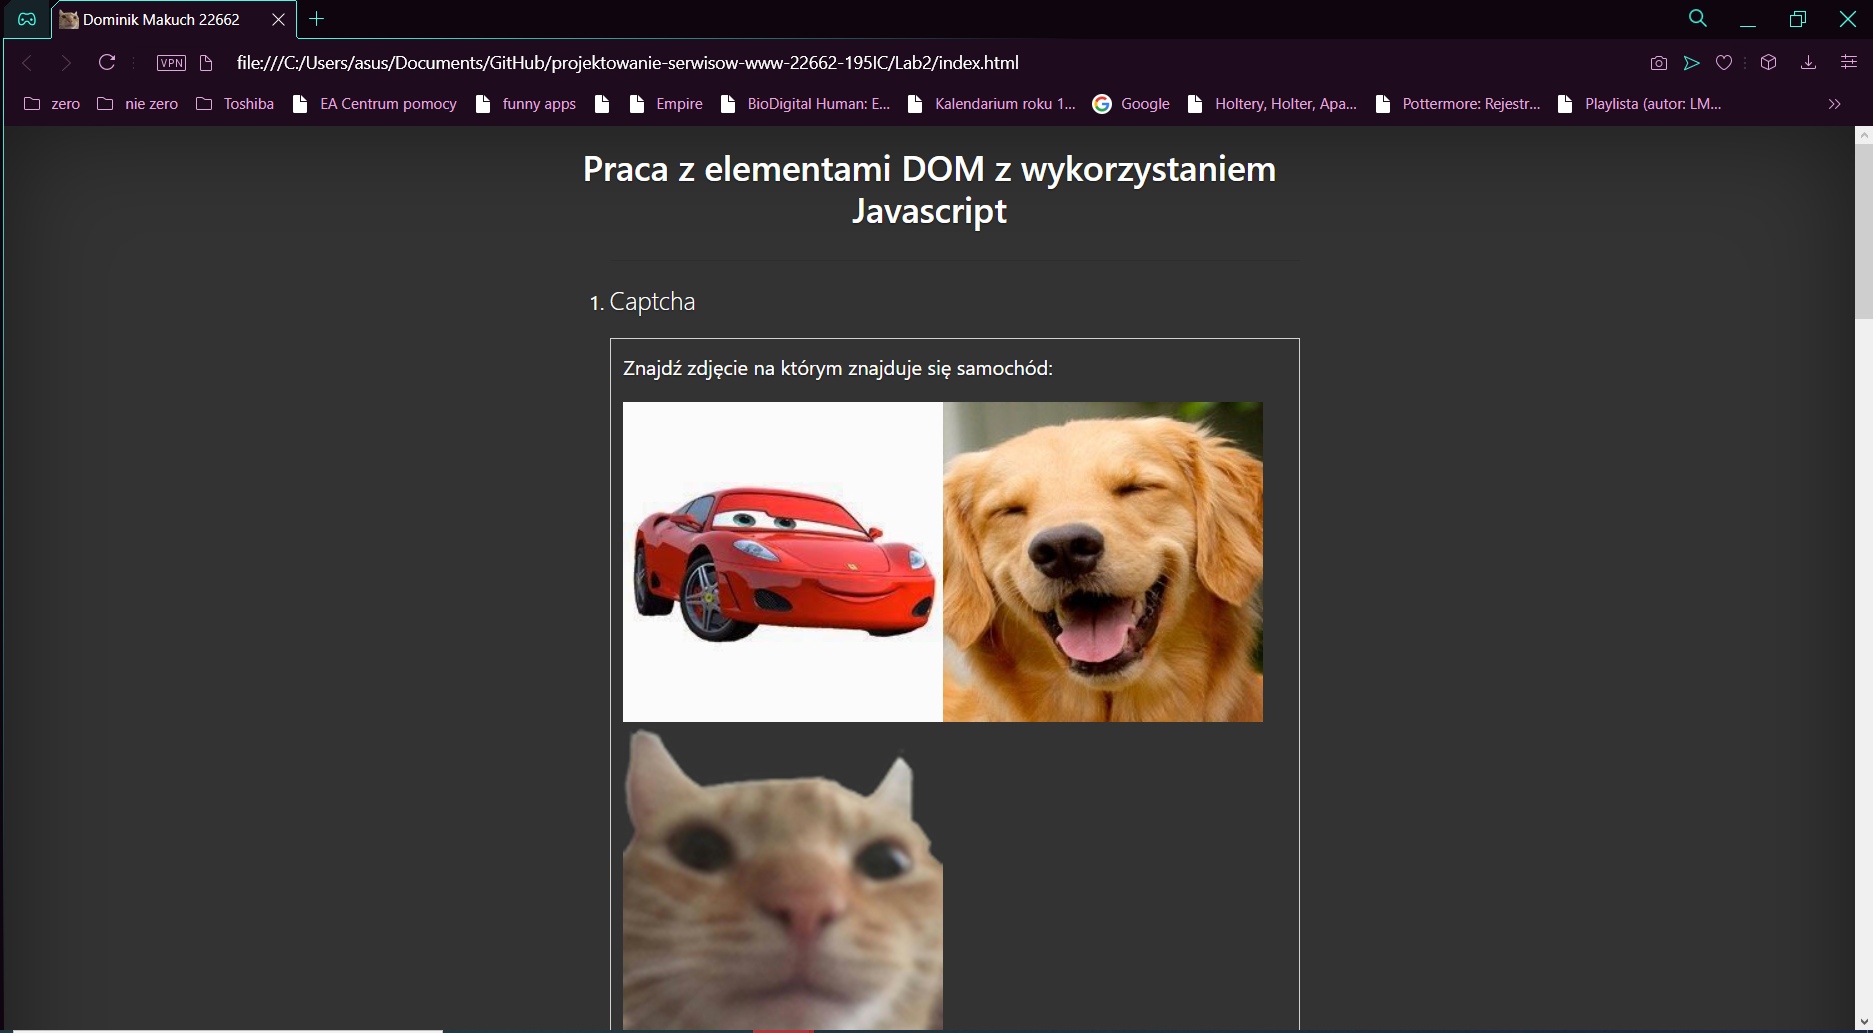 Dominik Makuch 22662
VPN
file:///C:/Users/asus/Documents/GitHub/projektowanie-serwisow-www-22662-195IC/Lab2/index.html
zero nie zero Toshiba EA Centrum pomocy funny apps Empire BioDigital Human: E... Kalendarium roku 1... Google Holtery, Holter, Apa... Pottermore: Rejestr... Playlista (autor: LM...
Praca z elementami DOM z wykorzystaniem
Javascript
1. Captcha
Znajdź zdjęcie na którym znajduje się samochód: